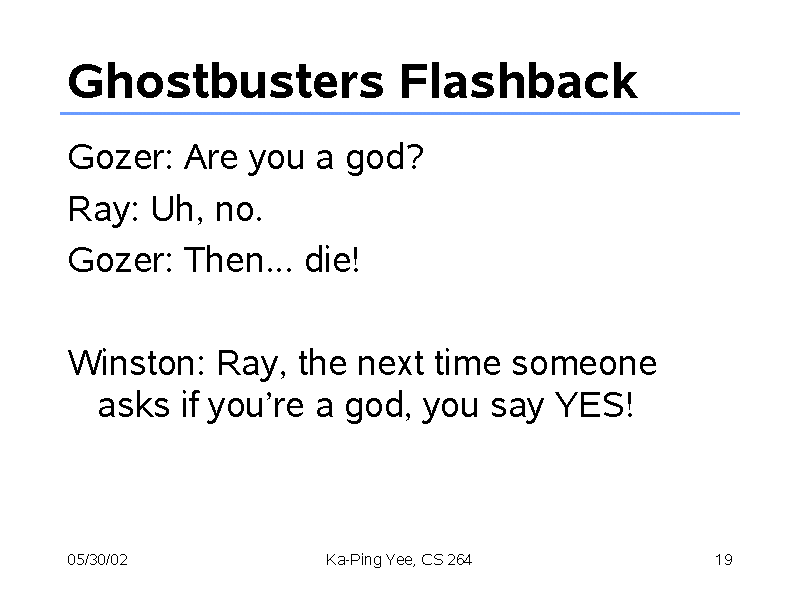 Ghostbusters Flashback
Gozer: Are you a god?
Ray: Uh, no.
Gozer: Then... die!
Winston: Ray, the next time someone
asks if you’re a god, you say YES!
05/30/02
Ka-Ping Yee, CS 264
19